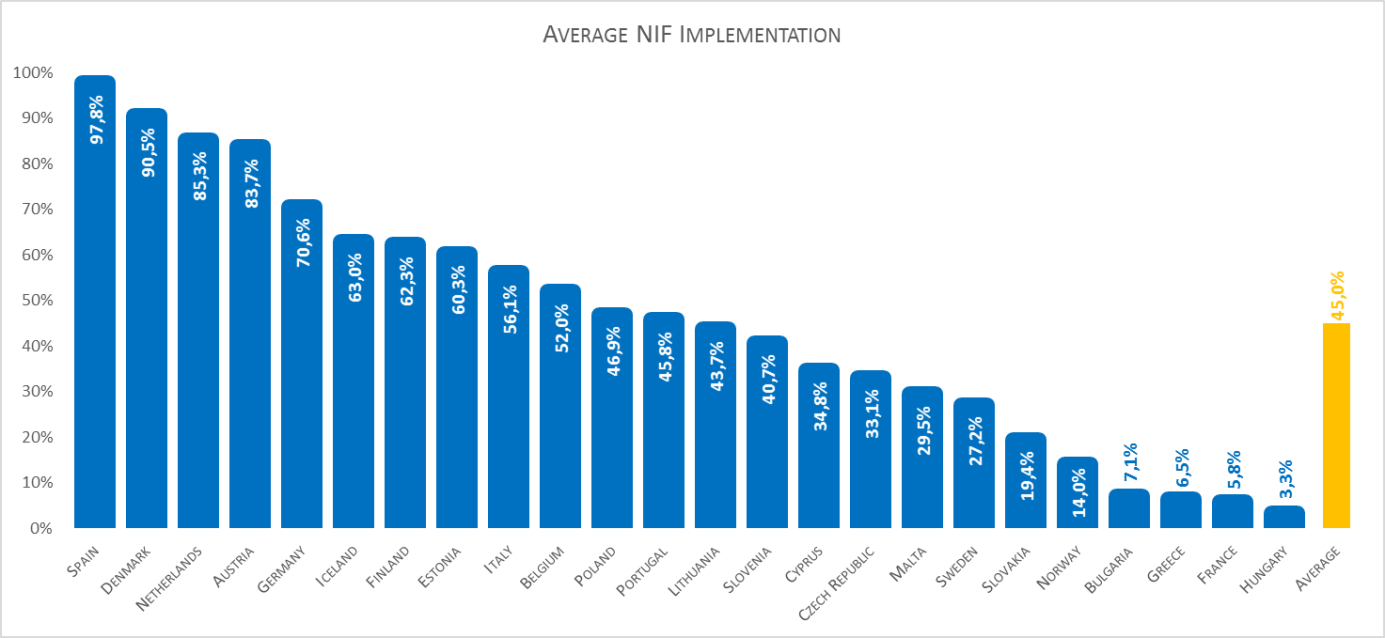 AVERAGE NIF IMPLEMENTATION
100%
90%
80%
70%
60%
50%
40%
30%
20%
10%
0%
97,8%
90,5%
85,3%
83,7%
70,6%
63,0%
62,3%
60,3%
56,1%
52,0%
46,9%
45,8%
43,7%
40,7%
34,8%
33,1%
29,5%
27,2%
19,4%
14,0%
7,1%
6,5%
5,8%
3,3%
45,0%
SPAIN
DENMARK
NETHERLANDS
AUSTRIA
GERMANY
ICELAND
FINLAND
ESTONIA
ITALY
BELGIUM
POLAND
PORTUGAL
LITHUANIA
SLOVENIA
CYPRUS
CZECH REPUBLIC
MALTA
SWEDEN
SLOVAKIA
NORWAY
BULGARIA
GREECE
FRANCE
HUNGARY
AVERAGE